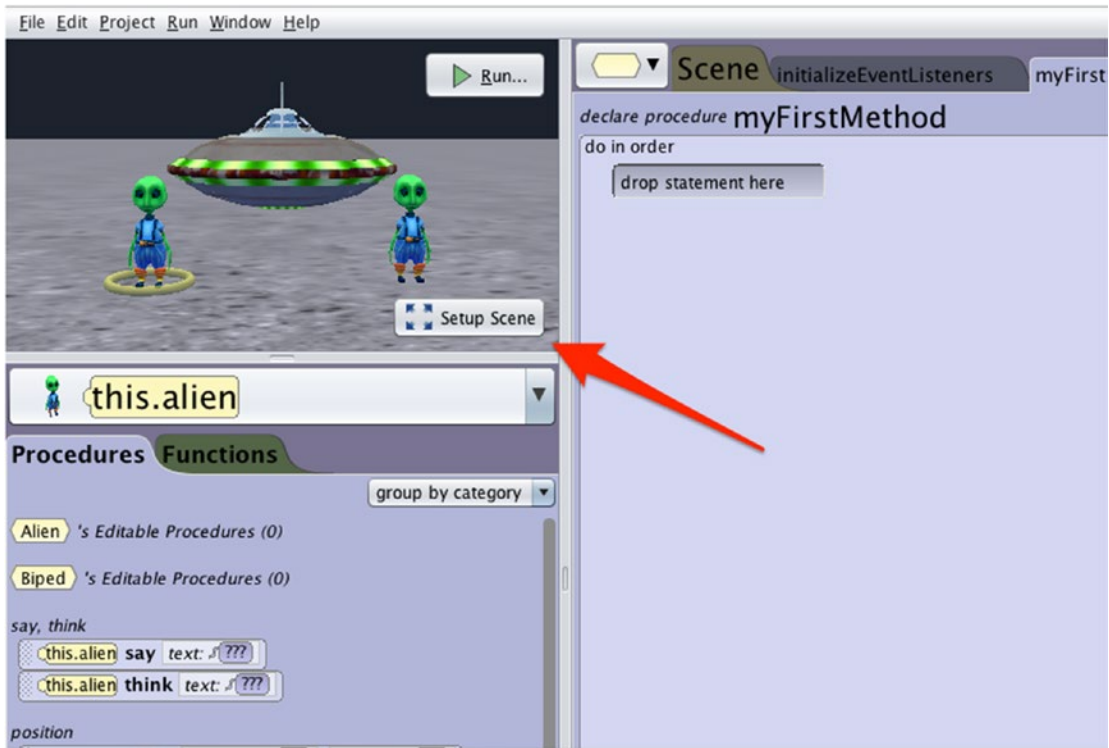 File Edit Project Run Window Help
Run...
Setup Scene
this.alien
Procedures Functions
group by category
Alien 's Editable Procedures (0)
Biped 's Editable Procedures (0)
say, think
this.alien say text: ???
this.alien think text: ???
position
Scene initializeEventListeners myFirst
declare procedure myFirstMethod
do in order
drop statement here